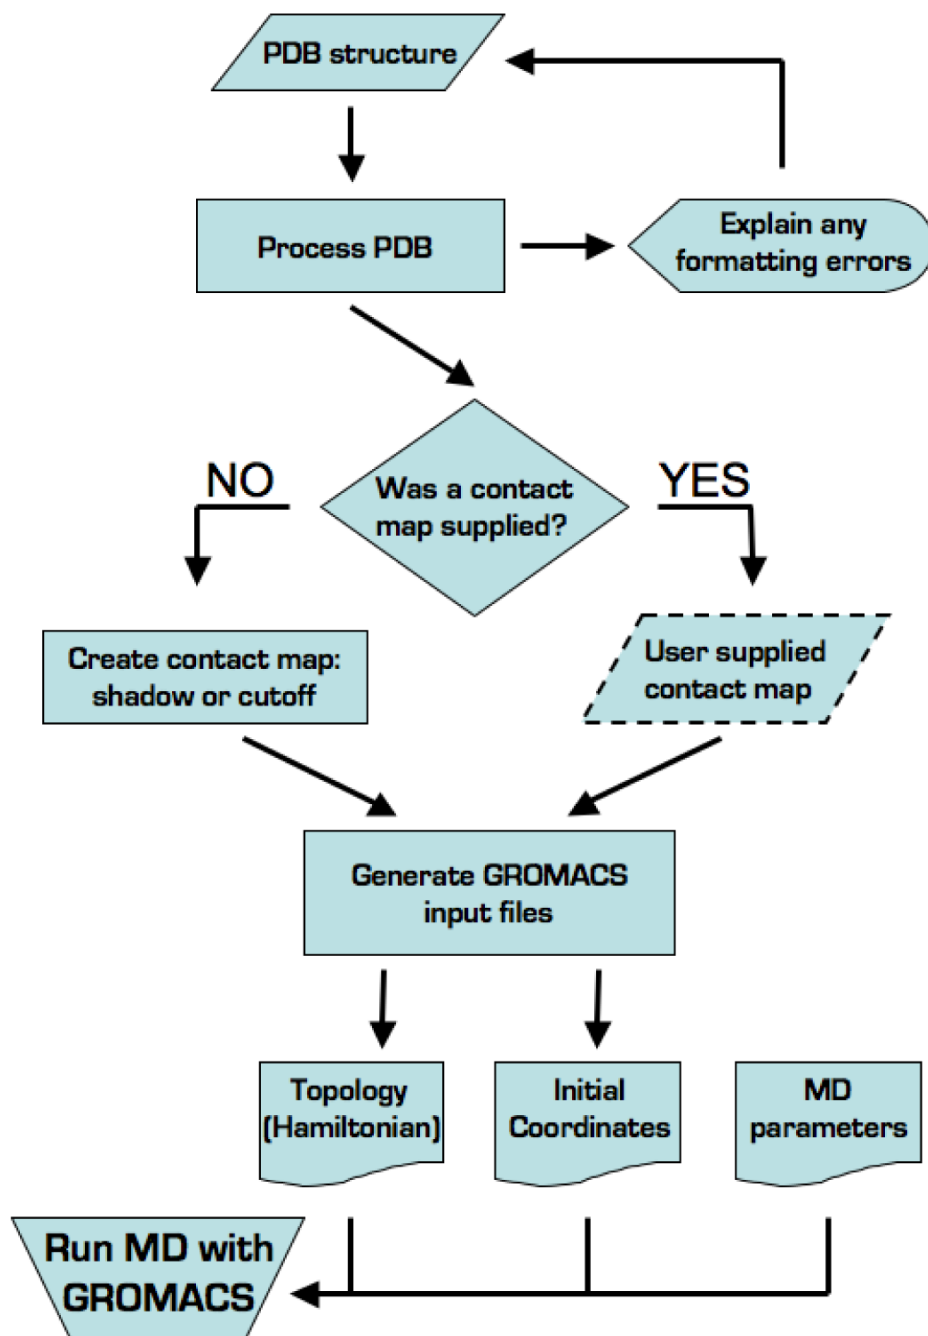 PDB structure
Process PDB
Explain any
formatting errors
NO
YES
Was a contact
map supplied?
Create contact map:
shadow or cutoff
User supplied
contact map
Generate GROMACS
input files
Topology
(Hamiltonian)
Initial
Coordinates
MD
parameters
Run MD with
GROMACS